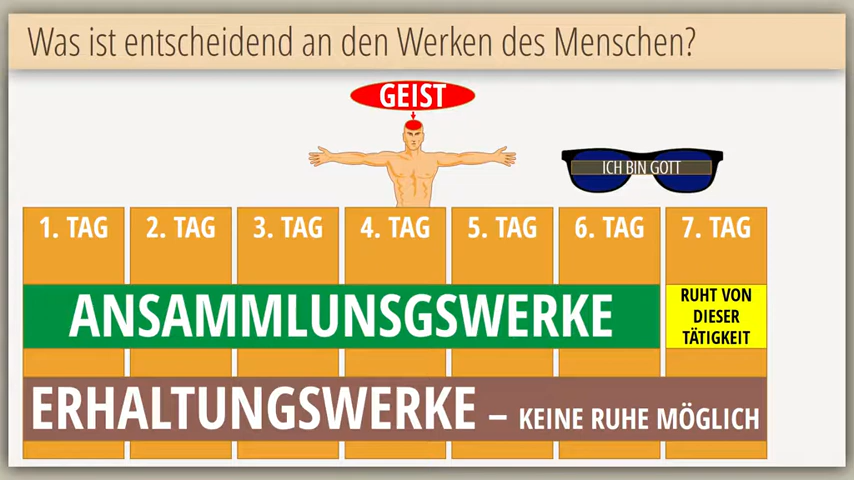 Was ist entscheidend an den Werken des Menschen?
GEIST
ICH BIN GOTT
1. TAG
2. TAG
3. TAG
4. TAG
5. TAG
6. TAG
7. TAG
ANSAMMLUNSGSWERKE
RUHT VON
DIESER
TÄTIGKEIT
ERHALTUNGSWERKE – KEINE RUHE MÖGLICH